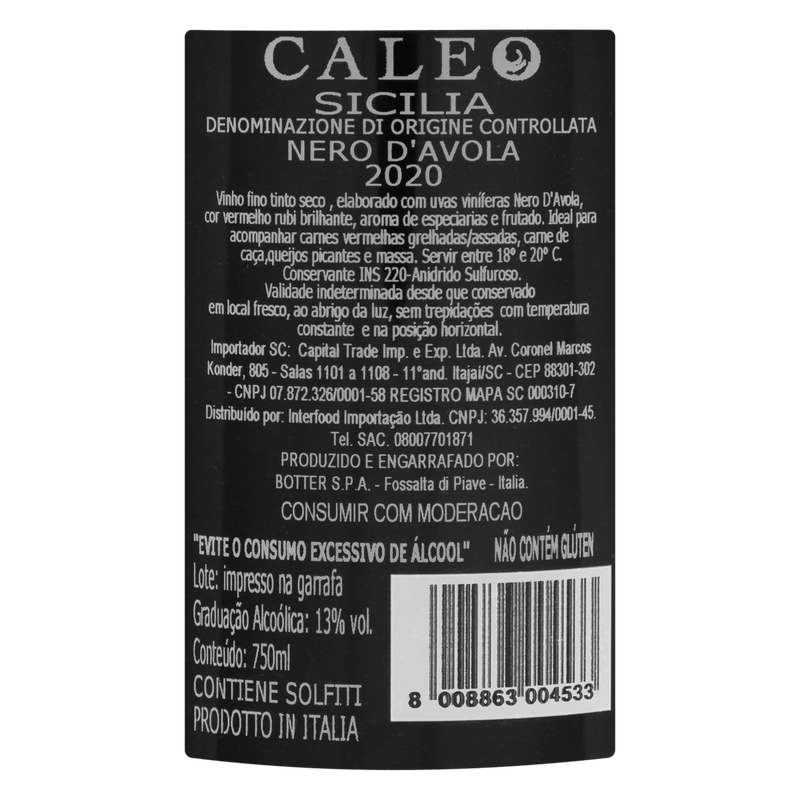 CALEO
SICILIA
DENOMINAZIONE DI ORIGINE CONTROLLATA
NERO D'AVOLA
2020
Vinho fino tinto seco , elaborado com uvas viníferas Nero D'Avola,
cor vermelho rubi brilhante, aroma de especiarias e frutado. Ideal para
acompanhar carnes vermelhas grelhadas/assadas, carne de
caça,queijos picantes e massa. Servir entre 18º e 20º C.
Conservante INS 220-Anidrido Sulfuroso.
Validade indeterminada desde que conservado
em local fresco, ao abrigo da luz, sem trepidações com temperatura
constante e na posição horizontal.
Importador SC: Capital Trade Imp. e Exp. Ltda. Av. Coronel Marcos
Konder, 805 - Salas 1101 a 1108 - 11°and. Itajaí/SC - CEP 88301-302
- CNPJ 07.872.326/0001-58 REGISTRO MAPA SC 000310-7
Distribuído por: Interfood Importação Ltda. CNPJ: 36.357.994/0001-45.
Tel. SAC. 08007701871
PRODUZIDO E ENGARRAFADO POR:
BOTTER S.P.A. - Fossalta di Piave - Italia.
CONSUMIR COM MODERACAO
"EVITE O CONSUMO EXCESSIVO DE ÁLCOOL" NÃO CONTÉM GLÚTEN
Lote: impresso na garrafa
Graduação Alcoólica: 13% vol.
Conteúdo: 750ml
CONTIENE SOLFITI
PRODOTTO IN ITALIA
8 008863 004533